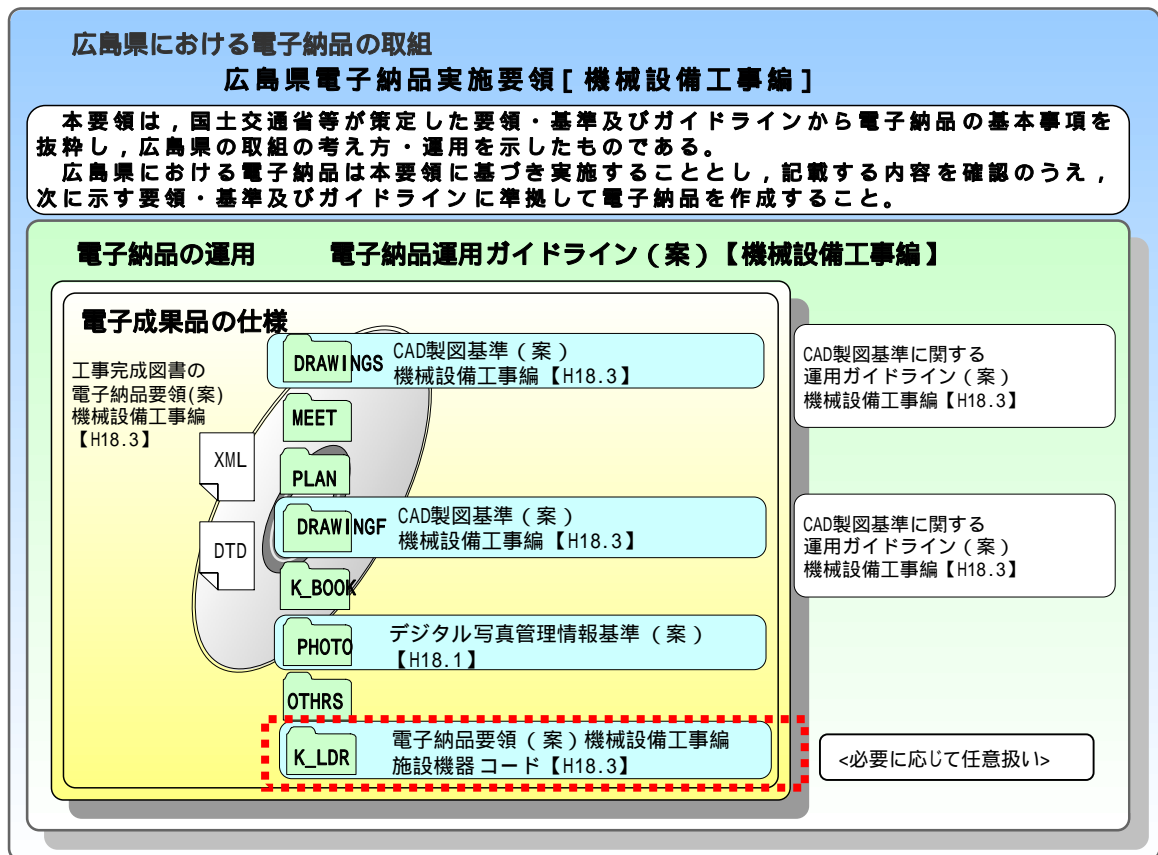 広島県における電子納品の取組
広島県電子納品実施要領[機械設備工事編]
本要領は，国土交通省等が策定した要領・基準及びガイドラインから電子納品の基本事項を
抜粋し，広島県の取組の考え方・運用を示したものである。
広島県における電子納品は本要領に基づき実施することとし，記載する内容を確認のうえ，
次に示す要領・基準及びガイドラインに準拠して電子納品を作成すること。
電子納品の運用　電子納品運用ガイドライン（案）【機械設備工事編】
電子成果品の仕様
工事完成図書の
電子納品要領(案)
機械設備工事編
【H18.3】
XML
DTD
DRAWINGS
CAD製図基準（案）
機械設備工事編【H18.3】
CAD製図基準に関する
運用ガイドライン（案）
機械設備工事編【H18.3】
MEET
PLAN
DRAWINGF
CAD製図基準（案）
機械設備工事編【H18.3】
CAD製図基準に関する
運用ガイドライン（案）
機械設備工事編【H18.3】
K_BOOK
PHOTO
デジタル写真管理情報基準（案）
【H18.1】
OTHRS
K_LDR
電子納品要領（案）機械設備工事編
施設機器コード【H18.3】
<必要に応じて任意扱い>